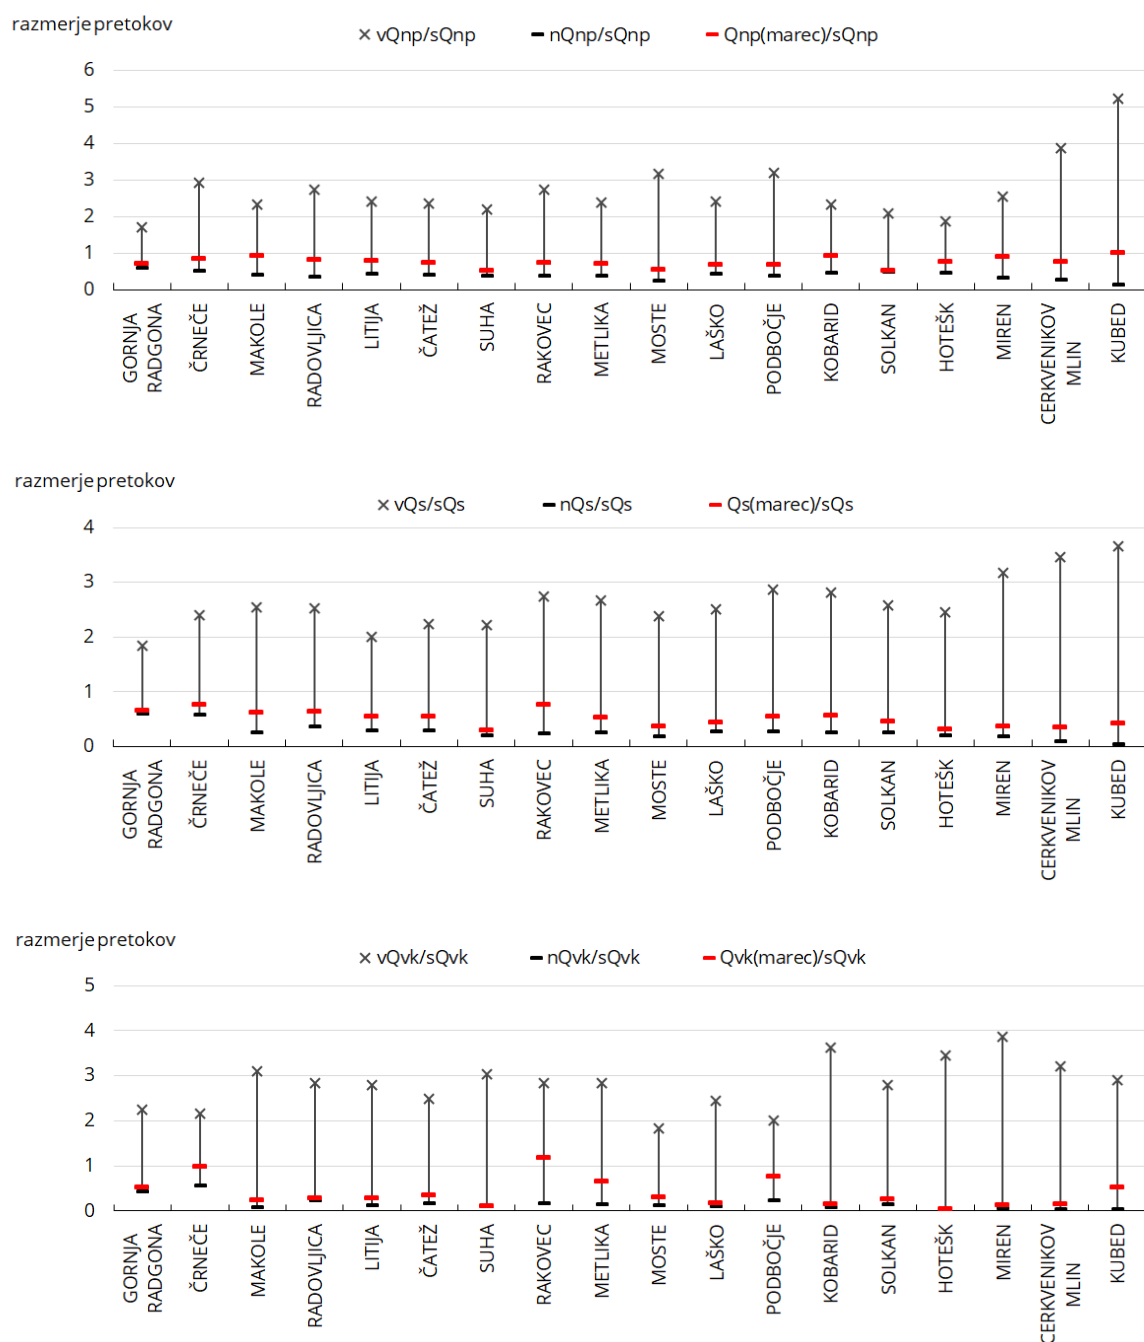 razmerje pretokov
vQnp/sQnp nQnp/sQnp Qnp(marec)/sQnp
6
5
4
3
2
1
0
GORNJA RADGONA
ČRNEČE
MAKOLE
RADOVLJICA
LITIJA
ČATEŽ
SUHA
RAKOVEC
METLIKA
MOSTE
LAŠKO
PODBOČJE
KOBARID
SOLKAN
HOTEŠK
MIREN
CERKVENIKOV MLIN
KUBED
razmerje pretokov
vQs/sQs nQs/sQs Qs(marec)/sQs
4
3
2
1
0
GORNJA RADGONA
ČRNEČE
MAKOLE
RADOVLJICA
LITIJA
ČATEŽ
SUHA
RAKOVEC
METLIKA
MOSTE
LAŠKO
PODBOČJE
KOBARID
SOLKAN
HOTEŠK
MIREN
CERKVENIKOV MLIN
KUBED
razmerje pretokov
vQvk/sQvk nQvk/sQvk Qvk(marec)/sQvk
5
4
3
2
1
0
GORNJA RADGONA
ČRNEČE
MAKOLE
RADOVLJICA
LITIJA
ČATEŽ
SUHA
RAKOVEC
METLIKA
MOSTE
LAŠKO
PODBOČJE
KOBARID
SOLKAN
HOTEŠK
MIREN
CERKVENIKOV MLIN
KUBED